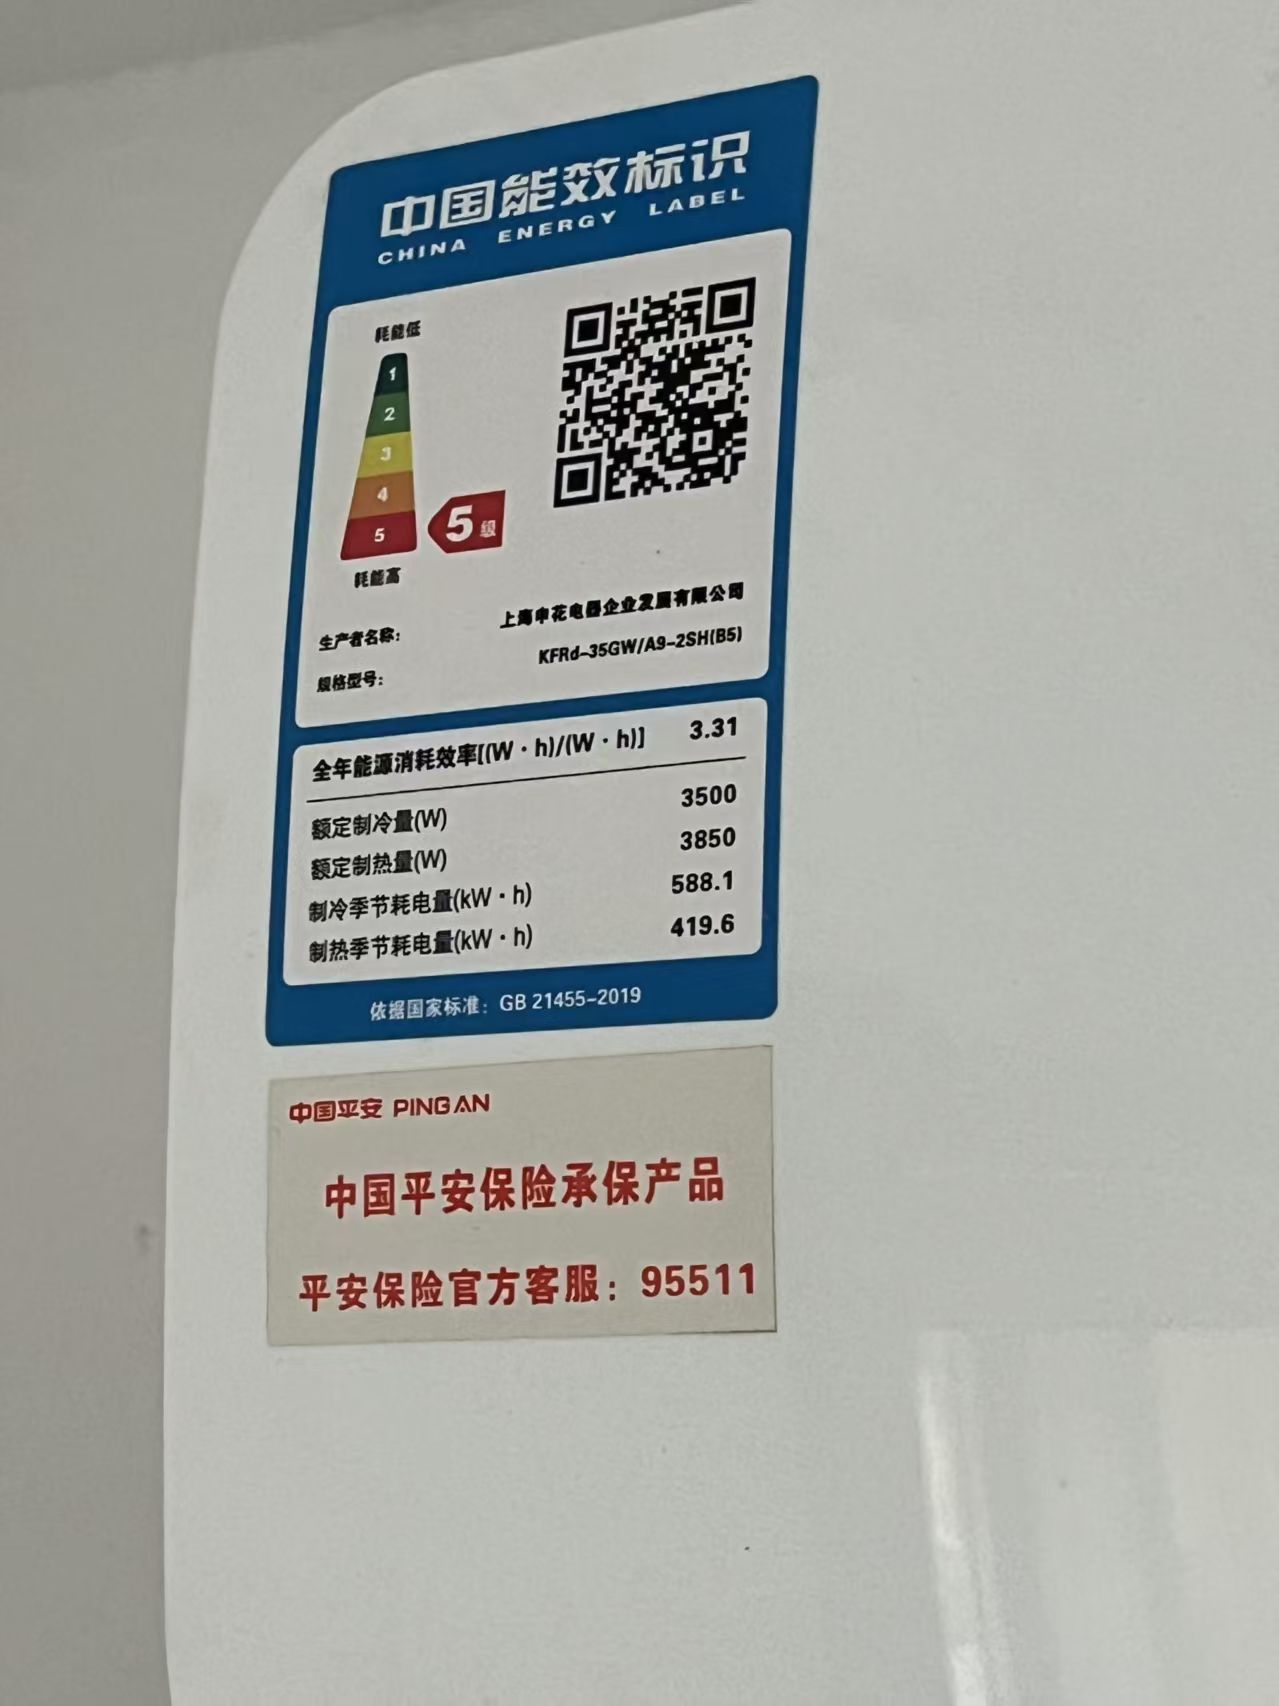 中国能效标识
CHINA ENERGY LABEL
耗能低
1
2
3
4
5
5级
耗能高
生产者名称： 上海申花电器企业发展有限公司
规格型号： KFRd-35GW/A9-2SH(B5)
全年能源消耗效率[(W·h)/(W·h)] 3.31
额定制冷量(W) 3500
额定制热量(W) 3850
制冷季节耗电量(kW·h) 588.1
制热季节耗电量(kW·h) 419.6
依据国家标准：GB 21455-2019
中国平安 PING AN
中国平安保险承保产品
平安保险官方客服：95511